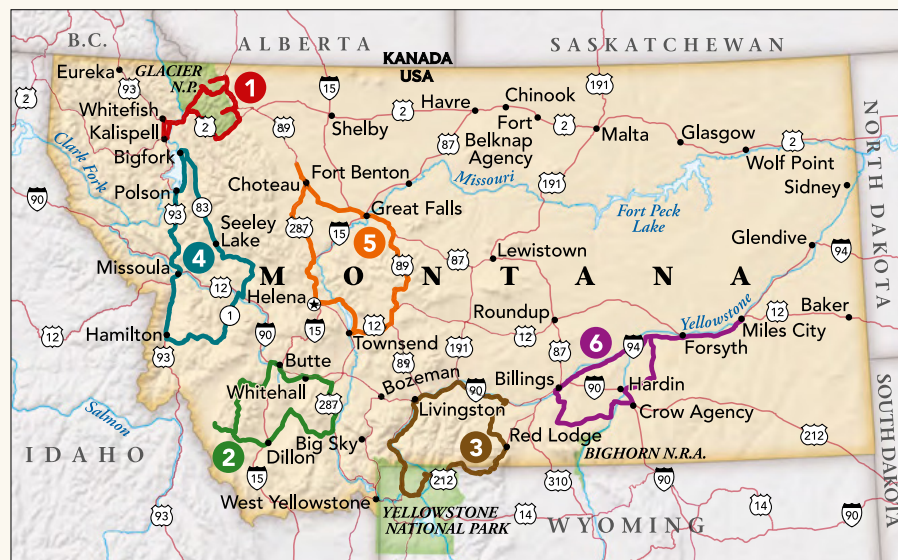 B.C.
ALBERTA
SASKATCHEWAN
KANADA
USA
Eureka
GLACIER
N.P.
1
93
2
15
191
2
Whitefish
Kalispell
2
89
Shelby
2
Havre
Chinook
Fort
Belknap
Agency
2
Malta
Glasgow
2
Wolf Point
Bigfork
Clark Fork
87
Missouri
Sidney
NORTH DAKOTA
Polson
Choteau
Fort Benton
191
90
93
83
Seeley
Lake
287
15
Great Falls
Fort Peck
Lake
Glendive
94
4
5
89
87
Lewistown
Missoula
MONTANA
12
Helena
Yellowstone
12
Baker
12
Hamilton
1
90
15
12
Townsend
Roundup
12
Miles City
93
191
87
6
94
Forsyth
89
Butte
Bozeman
90
Billings
90
Hardin
Whitehall
287
Livingston
Crow Agency
Salmon
SOUTH DAKOTA
IDAHO
2
Dillon
Big Sky
3
Red Lodge
212
BIGHORN N.R.A.
15
212
310
90
West Yellowstone
YELLOWSTONE
NATIONAL PARK
93
14
WYOMING
14
90